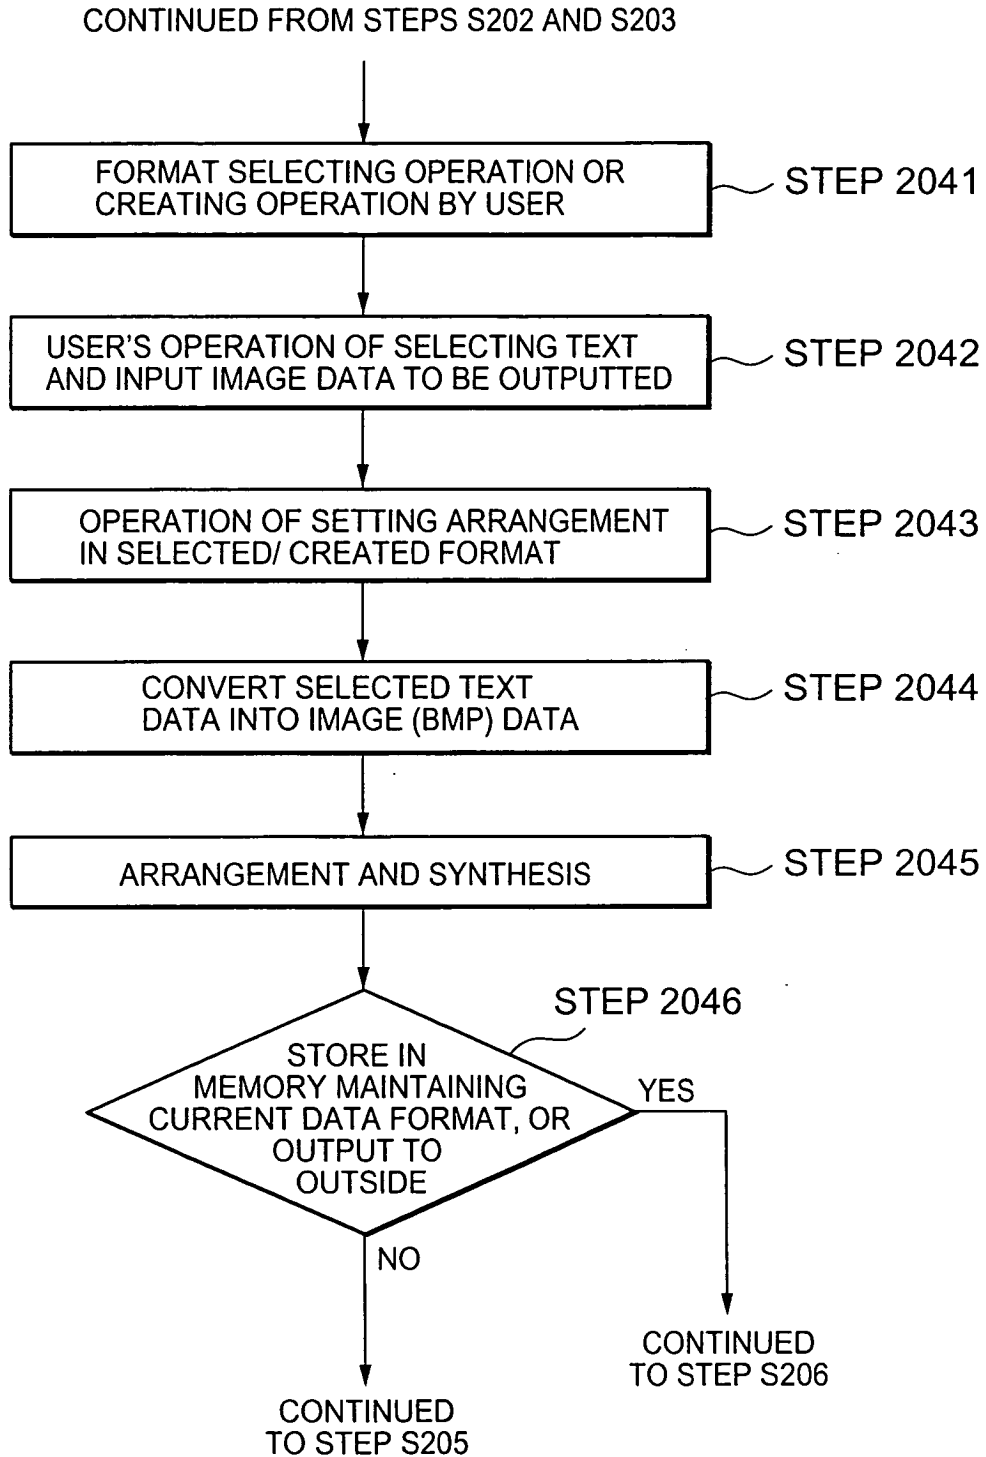 CONTINUED FROM STEPS S202 AND S203
FORMAT SELECTING OPERATION OR
CREATING OPERATION BY USER
STEP 2041
USER'S OPERATION OF SELECTING TEXT
AND INPUT IMAGE DATA TO BE OUTPUTTED
STEP 2042
OPERATION OF SETTING ARRANGEMENT
IN SELECTED/ CREATED FORMAT
STEP 2043
CONVERT SELECTED TEXT
DATA INTO IMAGE (BMP) DATA
STEP 2044
ARRANGEMENT AND SYNTHESIS
STEP 2045
STEP 2046
STORE IN
MEMORY MAINTAINING
CURRENT DATA FORMAT, OR
OUTPUT TO
OUTSIDE
YES
NO
CONTINUED
TO STEP S206
CONTINUED
TO STEP S205